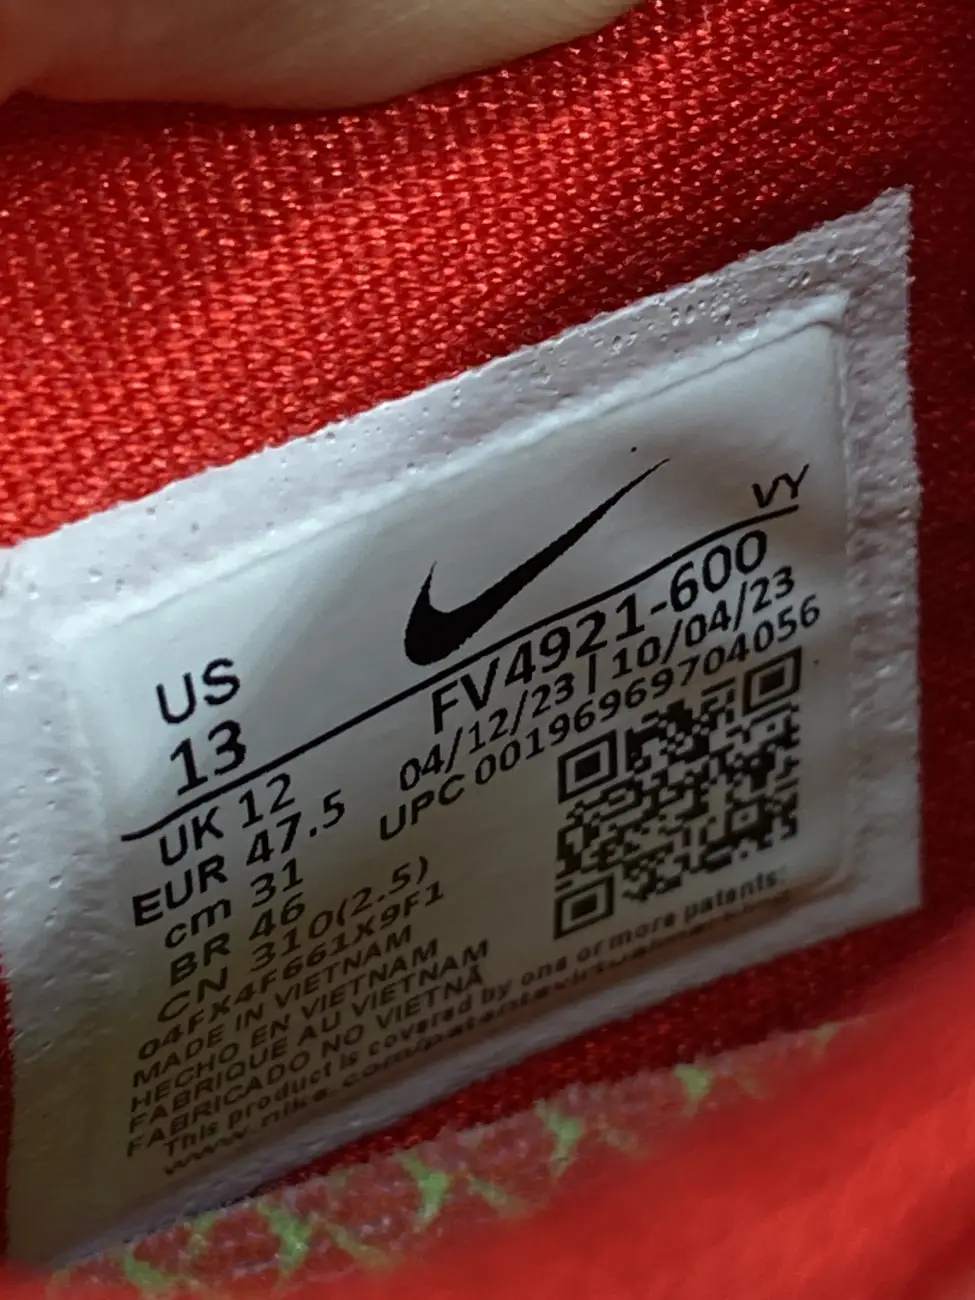 VY
US
13
FV4921-600
04/12/23 | 10/04/23
UPC 00196969704056
UK 12
EUR 47.5
cm 31
BR 46
CN 310(2.5)
04FX4F661X9F1
MADE IN VIETNAM
HECHO EN VIETNAM
FABRIQUE AU VIETNAM
FABRICADO NO VIETNÃ
This product is covered by one or more patents: